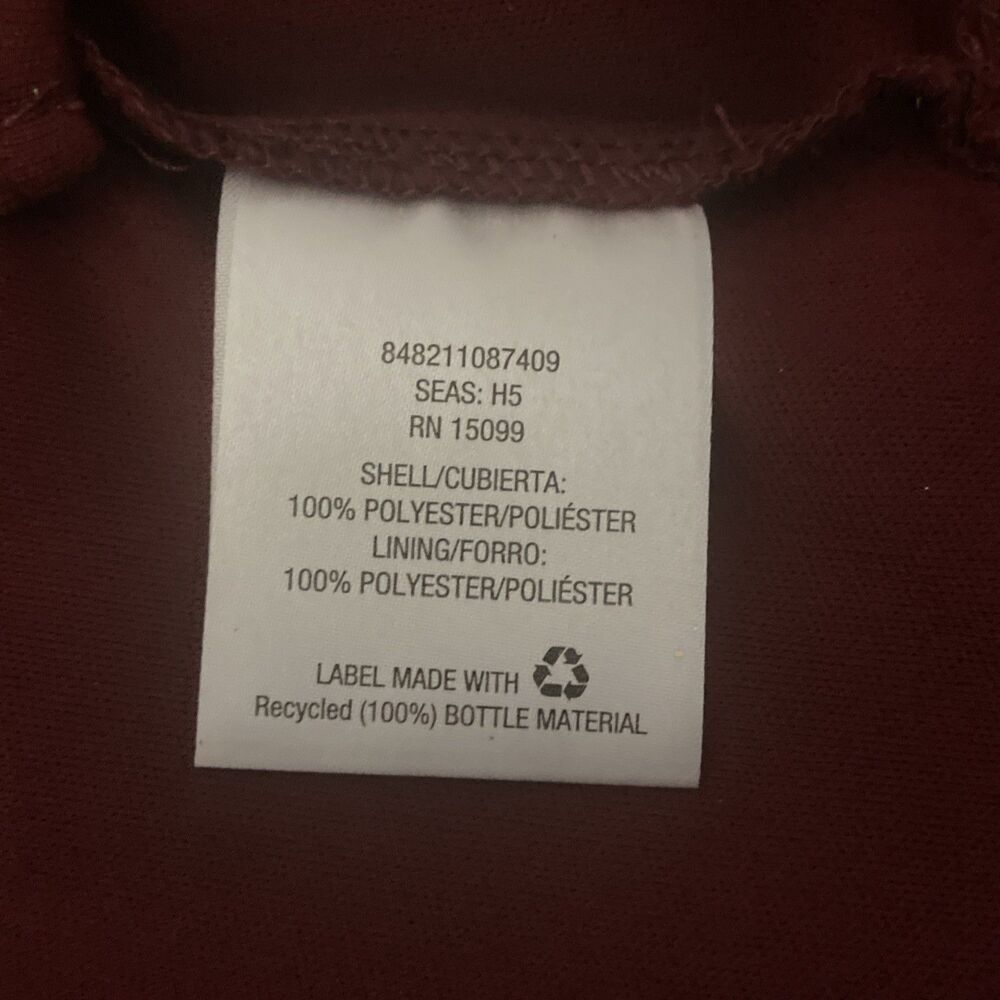 848211087409
SEAS: H5
RN 15099
SHELL/CUBIERTA:
100% POLYESTER/POLIÉSTER
LINING/FORRO:
100% POLYESTER/POLIÉSTER
LABEL MADE WITH
Recycled (100%) BOTTLE MATERIAL